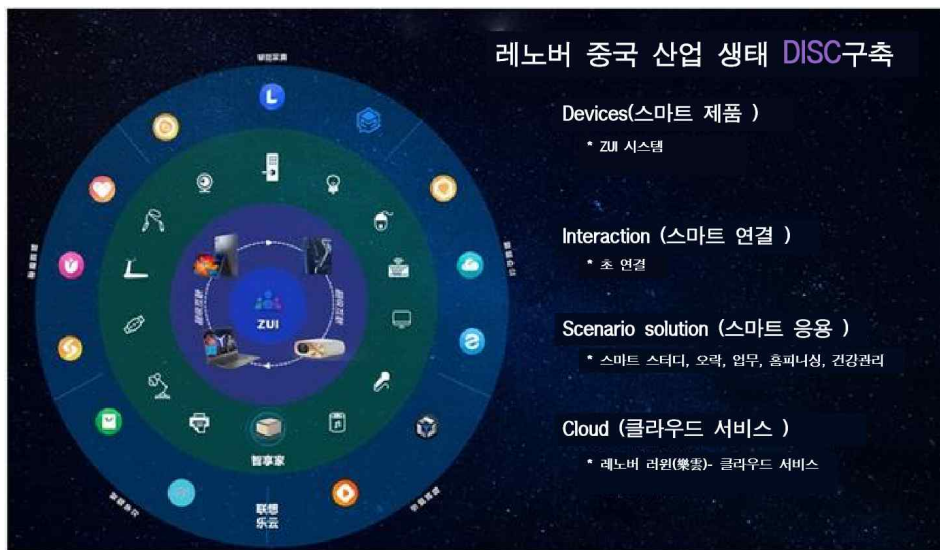 레노버 중국 산업 생태 DISC구축
Devices(스마트 제품 )
* ZUI 시스템
Interaction (스마트 연결 )
* 초 연결
Scenario solution (스마트 응용 )
* 스마트 스터디, 오락, 업무, 홈피니싱, 건강관리
Cloud (클라우드 서비스 )
* 레노버 러윈(樂雲)- 클라우드 서비스
L
ZUI
智享家
联想
乐云